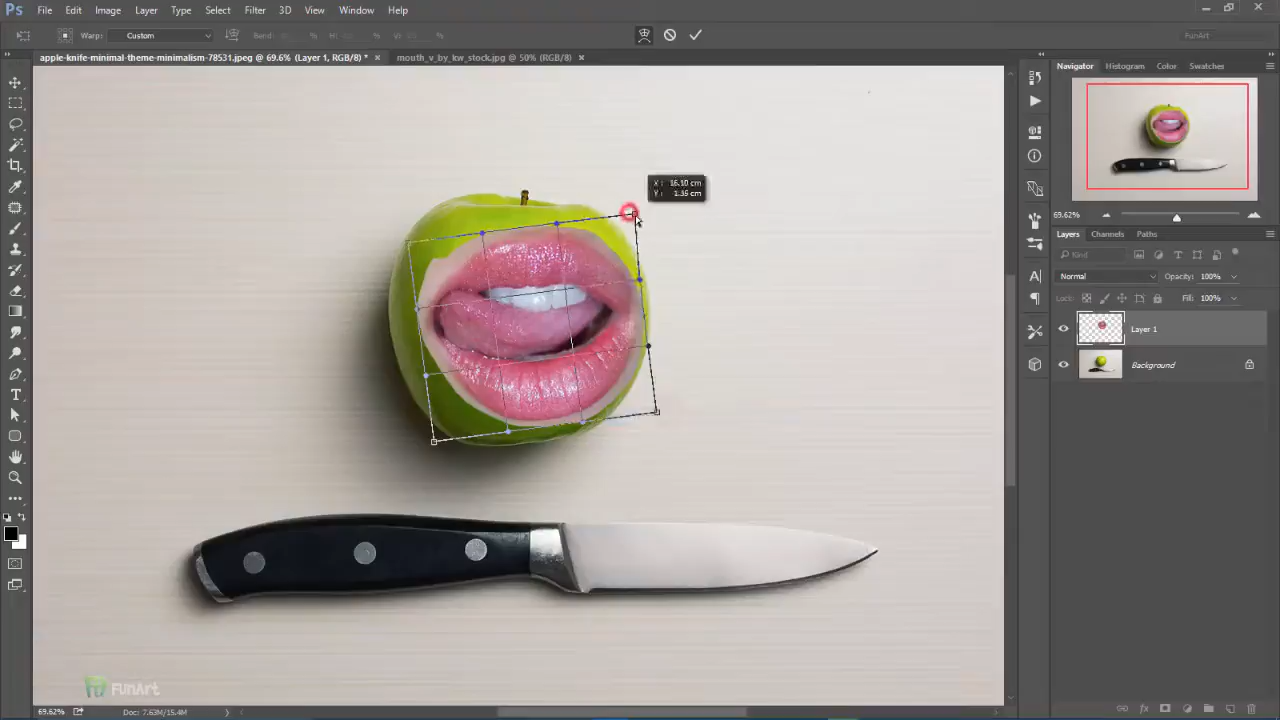 Ps File Edit Image Layer Type Select Filter 3D View Window Help
Warp: Custom Bend: % H: % V: % FunArt
apple-knife-minimal-theme-minimalism-78531.jpeg @ 69.6% (Layer 1, RGB/8) * × mouth_v_by_kw_stock.jpg @ 50% (RGB/8) ×
Navigator Histogram Color Swatches
X: 16.10 cm
Y: 1.35 cm
69.62%
Layers Channels Paths
Kind
Normal Opacity: 100%
Lock: Fill: 100%
Layer 1
Background
FunArt
69.62% Doc: 7.63M/15.4M